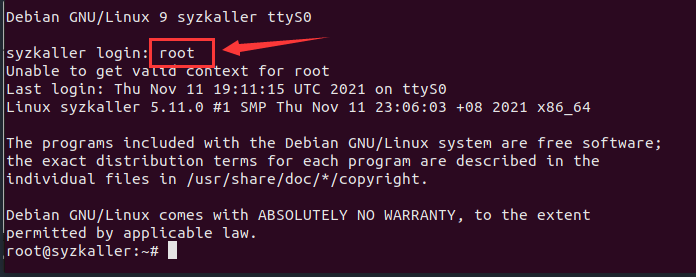 Debian GNU/Linux 9 syzkaller ttyS0
syzkaller login: root
Unable to get valid context for root
Last login: Thu Nov 11 19:11:15 UTC 2021 on ttyS0
Linux syzkaller 5.11.0 #1 SMP Thu Nov 11 23:06:03 +08 2021 x86_64
The programs included with the Debian GNU/Linux system are free software;
the exact distribution terms for each program are described in the
individual files in /usr/share/doc/*/copyright.
Debian GNU/Linux comes with ABSOLUTELY NO WARRANTY, to the extent
permitted by applicable law.
root@syzkaller:~#